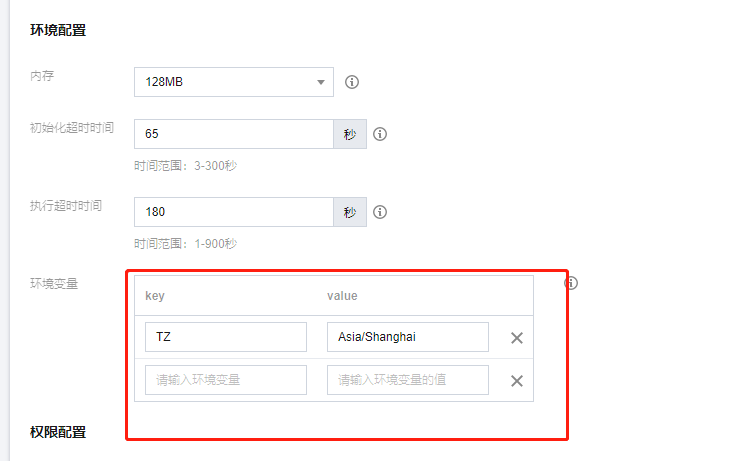 环境配置
内存
128MB
初始化超时时间
65
秒
时间范围：3-300秒
执行超时时间
180
秒
时间范围：1-900秒
环境变量
key value
TZ Asia/Shanghai
请输入环境变量 请输入环境变量的值
权限配置